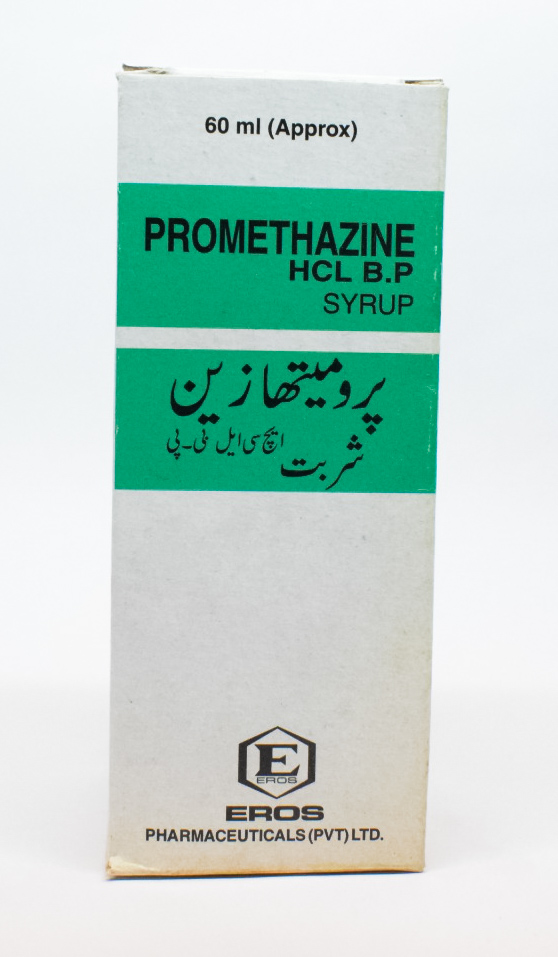 60 ml (Approx)
PROMETHAZINE
HCL B.P
SYRUP
پرومیتھازین
ایچ سی ایل بی۔پی
شربت
E
EROS
EROS
PHARMACEUTICALS (PVT) LTD.